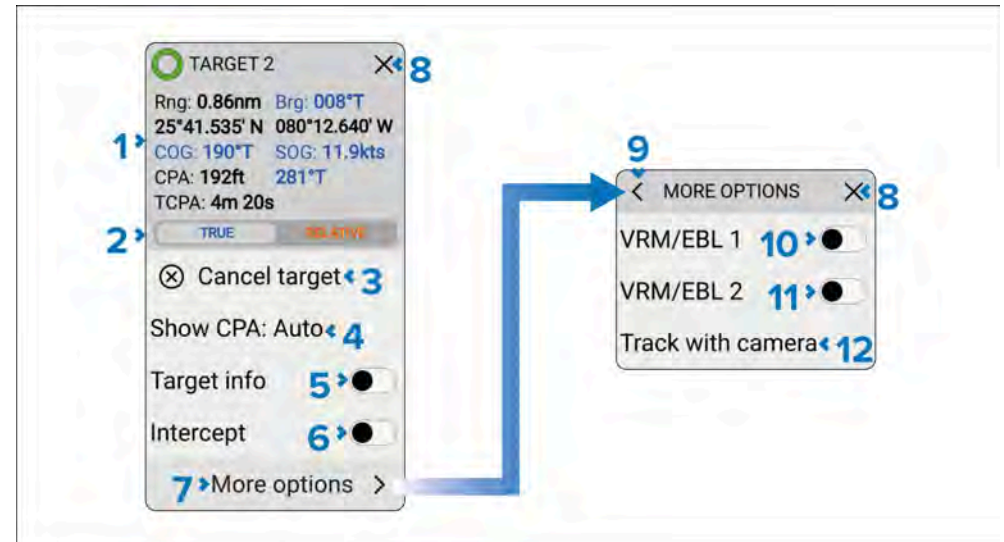 TARGET 2
8
Rng: 0.86nm Brg: 008°T
25°41.535' N 080°12.640' W
1
COG: 190°T SOG: 11.9kts
CPA: 192ft 281°T
TCPA: 4m 20s
2
TRUE RELATIVE
Cancel target 3
Show CPA: Auto 4
Target info 5
Intercept 6
7 More options >
9
< MORE OPTIONS 8
VRM/EBL 1 10
VRM/EBL 2 11
Track with camera 12